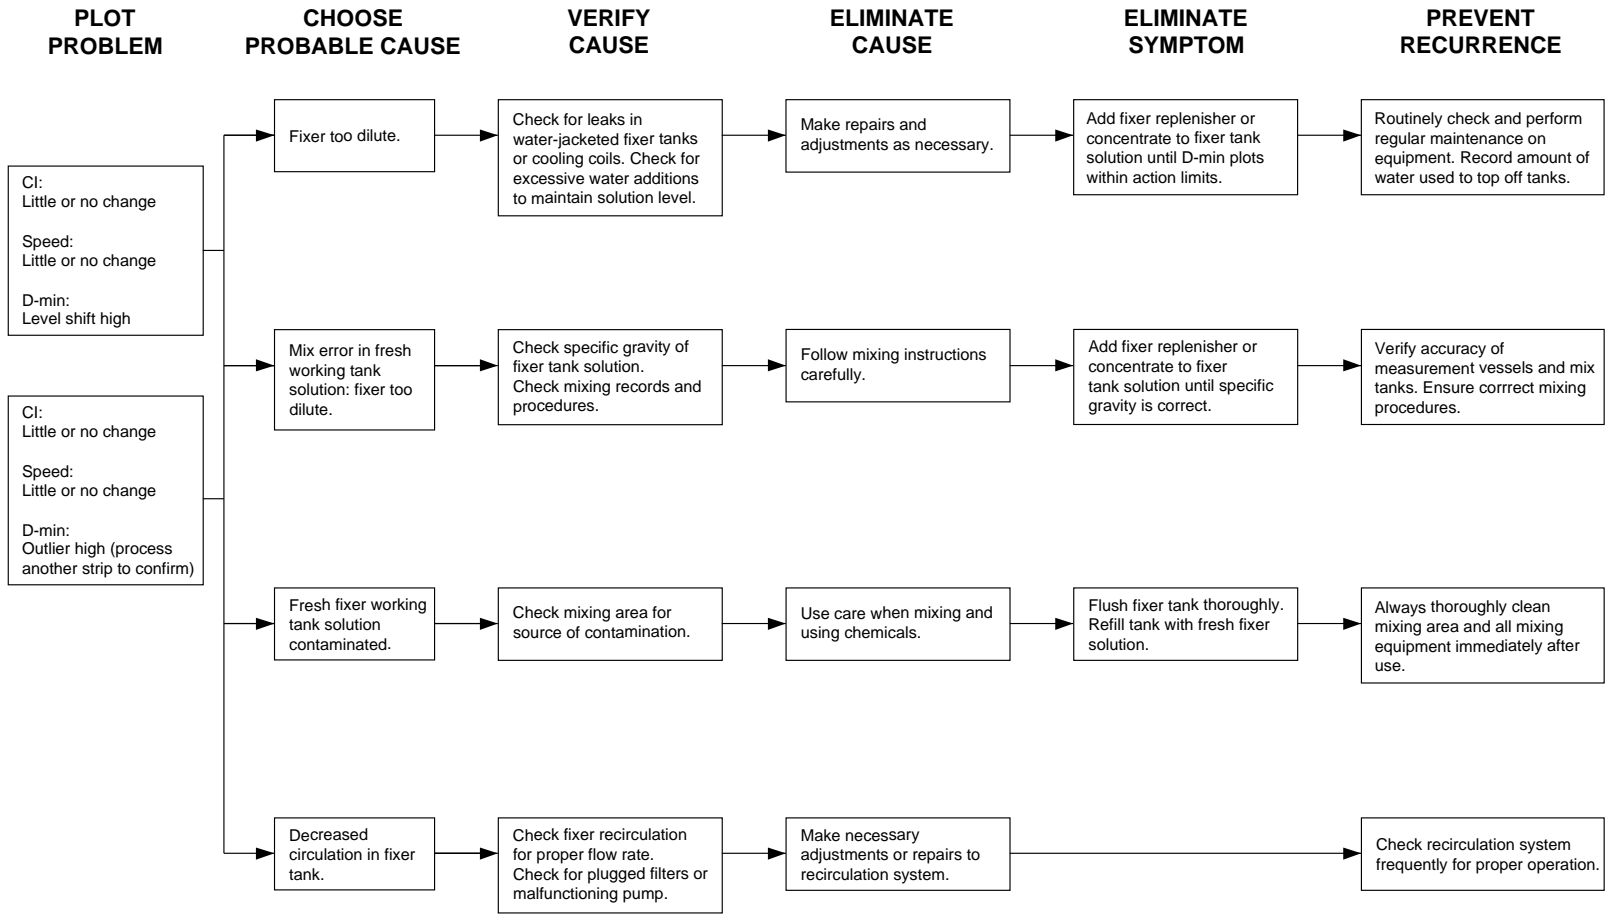 PLOT
PROBLEM
CHOOSE
PROBABLE CAUSE
VERIFY
CAUSE
ELIMINATE
CAUSE
ELIMINATE
SYMPTOM
PREVENT
RECURRENCE
CI:
Little or no change
Speed:
Little or no change
D-min:
Level shift high
CI:
Little or no change
Speed:
Little or no change
D-min:
Outlier high (process
another strip to confirm)
Fixer too dilute.
Check for leaks in
water-jacketed fixer tanks
or cooling coils. Check for
excessive water additions
to maintain solution level.
Make repairs and
adjustments as necessary.
Add fixer replenisher or
concentrate to fixer tank
solution until D-min plots
within action limits.
Routinely check and perform
regular maintenance on
equipment. Record amount of
water used to top off tanks.
Mix error in fresh
working tank
solution: fixer too
dilute.
Check specific gravity of
fixer tank solution.
Check mixing records and
procedures.
Follow mixing instructions
carefully.
Add fixer replenisher or
concentrate to fixer
tank solution until specific
gravity is correct.
Verify accuracy of
measurement vessels and mix
tanks. Ensure corrrect mixing
procedures.
Fresh fixer working
tank solution
contaminated.
Check mixing area for
source of contamination.
Use care when mixing and
using chemicals.
Flush fixer tank thoroughly.
Refill tank with fresh fixer
solution.
Always thoroughly clean
mixing area and all mixing
equipment immediately after
use.
Decreased
circulation in fixer
tank.
Check fixer recirculation
for proper flow rate.
Check for plugged filters or
malfunctioning pump.
Make necessary
adjustments or repairs to
recirculation system.
Check recirculation system
frequently for proper operation.